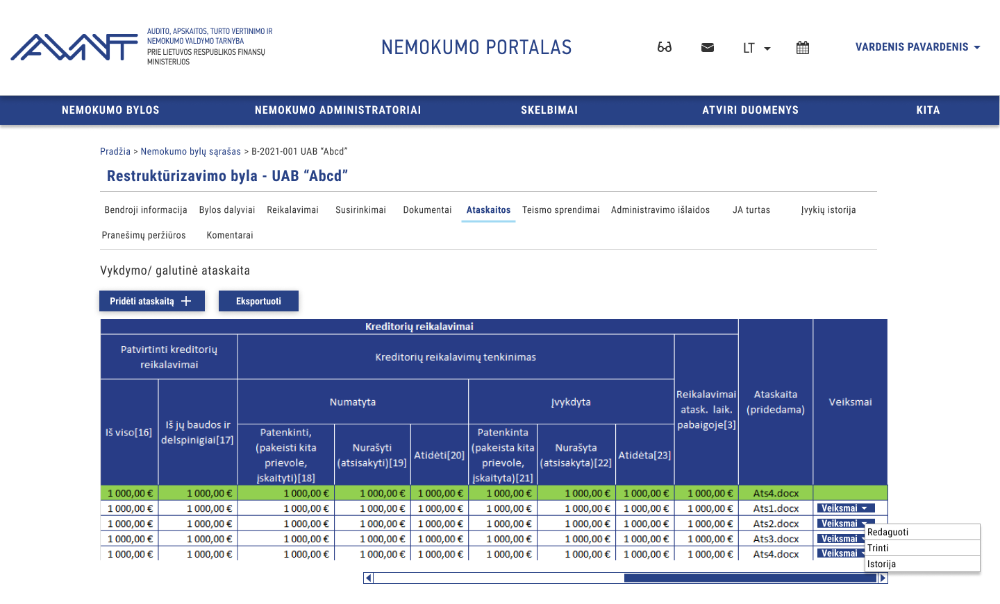 AUDITO, APSKAITOS, TURTO VERTINIMO IR
NEMOKUMO VALDYMO TARNYBA
PRIE LIETUVOS RESPUBLIKOS FINANSŲ
MINISTERIJOS
NEMOKUMO PORTALAS
LT
VARDENIS PAVARDENIS
NEMOKUMO BYLOS NEMOKUMO ADMINISTRATORIAI SKELBIMAI ATVIRI DUOMENYS KITA
Pradžia > Nemokumo bylų sąrašas > B-2021-001 UAB “Abcd”
Restruktūrizavimo byla - UAB “Abcd”
Bendroji informacija Bylos dalyviai Reikalavimai Susirinkimai Dokumentai Ataskaitos Teismo sprendimai Administravimo išlaidos JA turtas Įvykių istorija
Pranešimų peržiūros Komentarai
Vykdymo/ galutinė ataskaita
Pridėti ataskaitą Eksportuoti
Kreditorių reikalavimai
Patvirtinti kreditorių
reikalavimai
Kreditorių reikalavimų tenkinimas
Numatyta
Įvykdyta
Reikalavimai
atask. laik.
pabaigoje[3]
Ataskaita
(pridedama)
Veiksmai
Iš viso[16]
Iš jų baudos ir
delspinigiai[17]
Patenkinti,
(pakeisti kita
prievole,
įskaityti)[18]
Nurašyti
(atsisakyti)[19]
Atidėti[20]
Patenkinta
(pakeista kita
prievole,
įskaityta)[21]
Nurašyta
(atsisakyta)[22]
Atidėta[23]
1 000,00 € 1 000,00 € 1 000,00 € 1 000,00 € 1 000,00 € 1 000,00 € 1 000,00 € 1 000,00 € 1 000,00 € Ats4.docx
1 000,00 € 1 000,00 € 1 000,00 € 1 000,00 € 1 000,00 € 1 000,00 € 1 000,00 € 1 000,00 € 1 000,00 € Ats1.docx Veiksmai
1 000,00 € 1 000,00 € 1 000,00 € 1 000,00 € 1 000,00 € 1 000,00 € 1 000,00 € 1 000,00 € 1 000,00 € Ats2.docx Veiksmai
1 000,00 € 1 000,00 € 1 000,00 € 1 000,00 € 1 000,00 € 1 000,00 € 1 000,00 € 1 000,00 € 1 000,00 € Ats3.docx Veiksmai
1 000,00 € 1 000,00 € 1 000,00 € 1 000,00 € 1 000,00 € 1 000,00 € 1 000,00 € 1 000,00 € 1 000,00 € Ats4.docx Veiksmai
Redaguoti
Trinti
Istorija